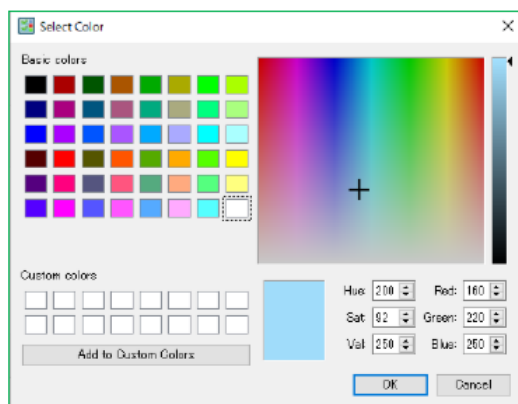 Select Color
Basic colors
Custom colors
Add to Custom Colors
Hue: 200 Red: 160
Sat: 92 Green: 220
Val: 250 Blue: 250
OK Cancel